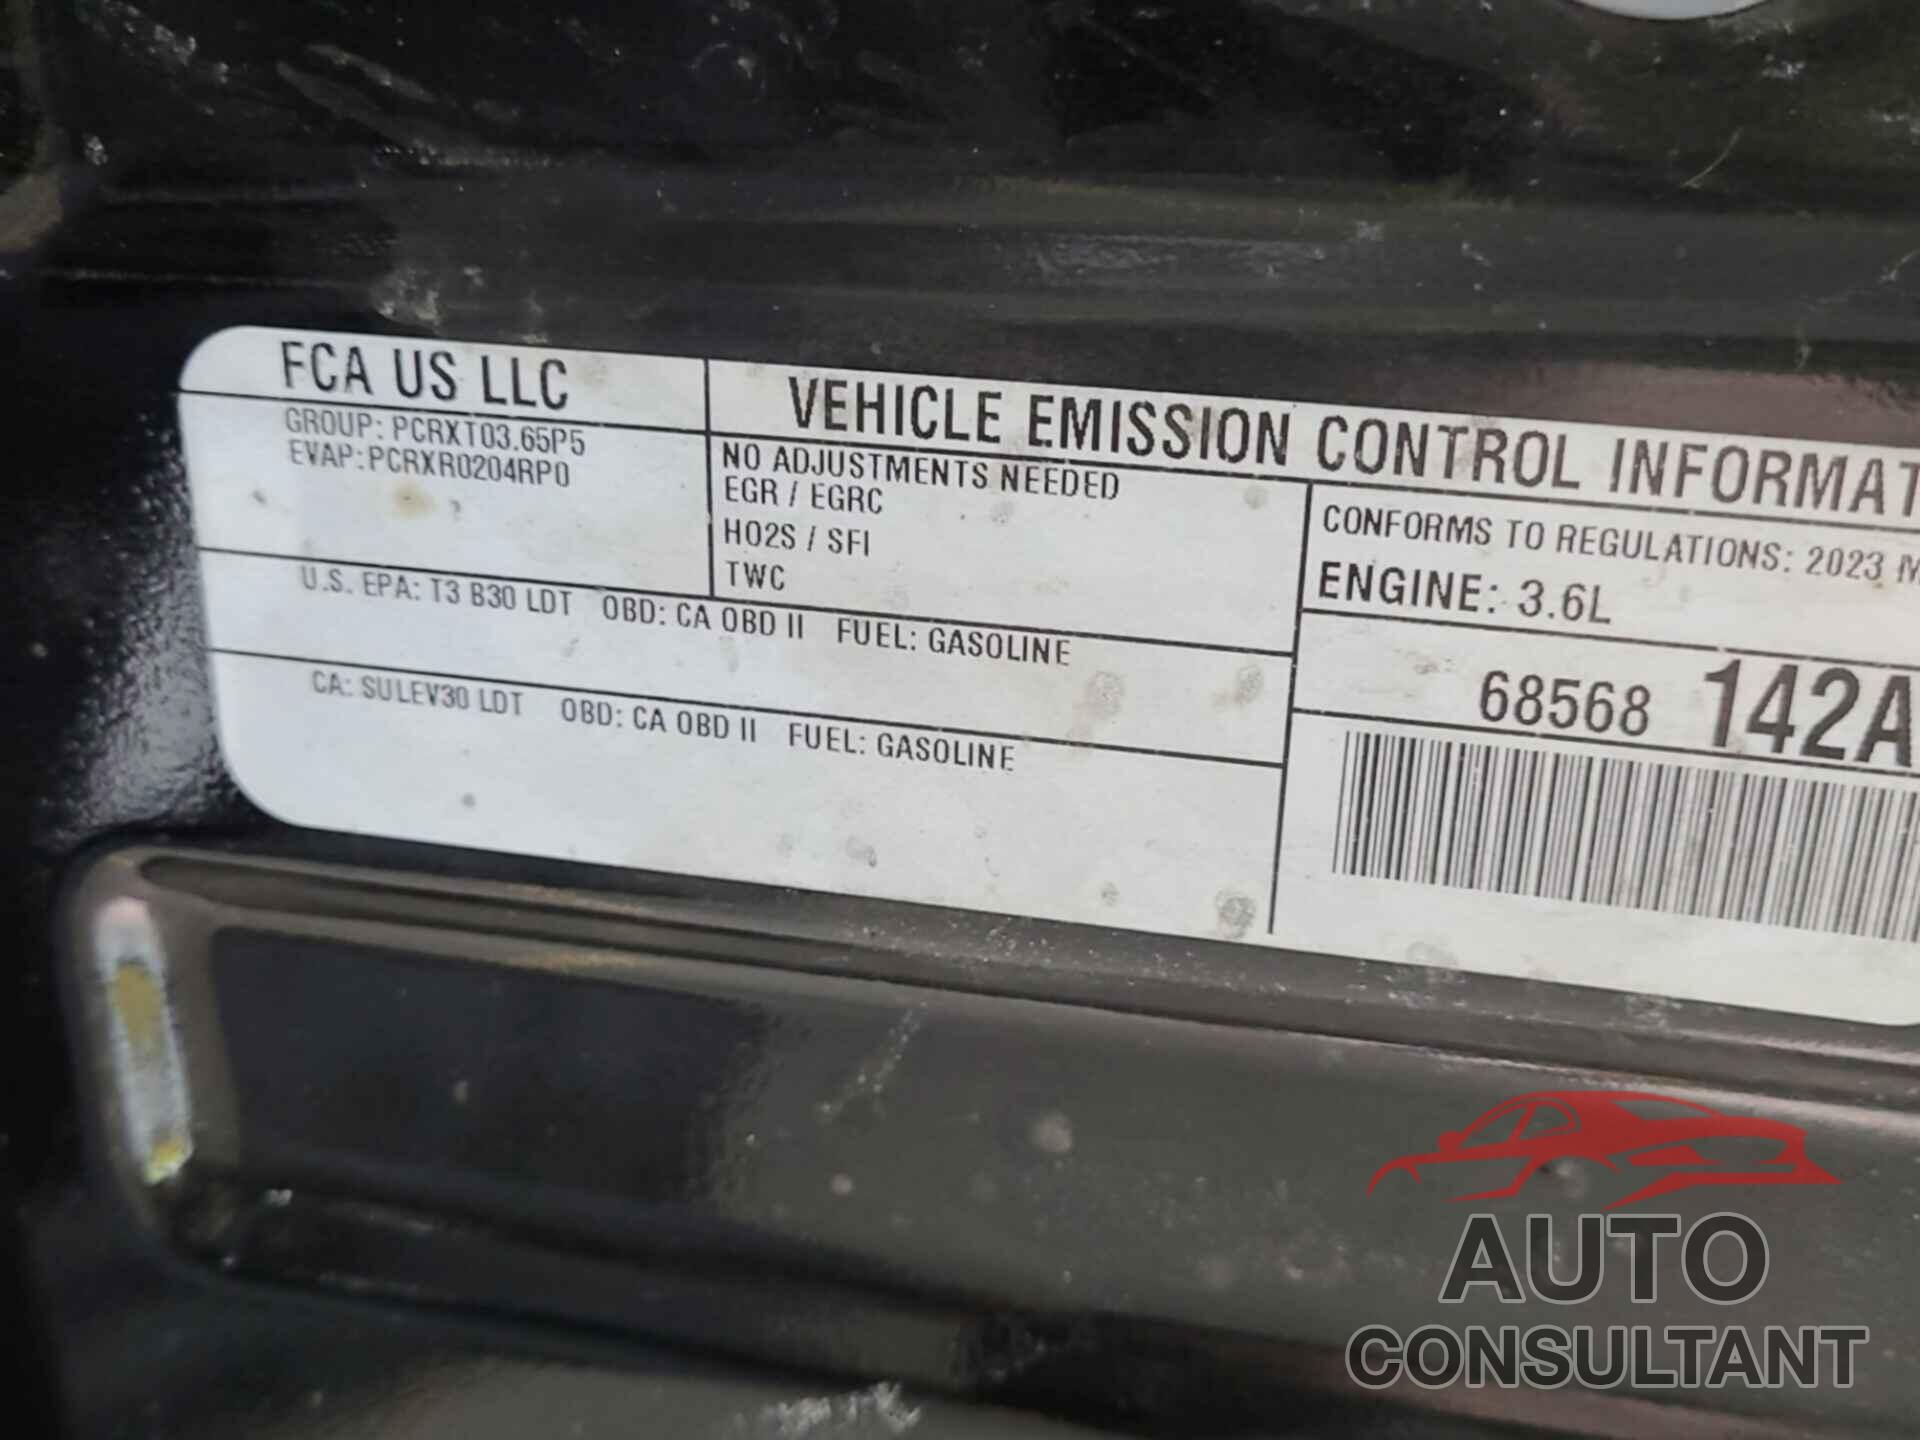 FCA US LLC
VEHICLE EMISSION CONTROL
GROUP: PCRXT03.65P5
EVAP: PCRXR0204RP0
NO ADJUSTMENTS NEEDED
EGR / EGRC
HO2S / SFI
TWC
CONFORMS TO REGULATIONS: 2023
ENGINE: 3.6L
U.S. EPA: T3 B30 LDT OBD: CA OBD II FUEL: GASOLINE
CA: SULEV30 LDT OBD: CA OBD II FUEL: GASOLINE
68568 142A
AUTO
CONSULTANT